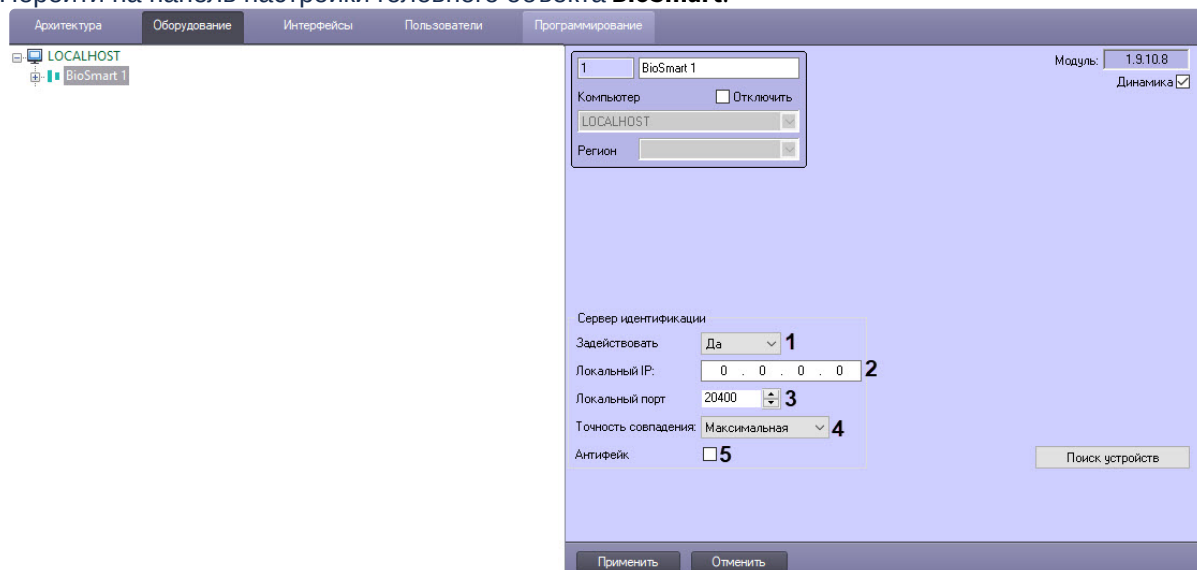 Перейти на панель настройки головного объекта BioSmart.
Архитектура Оборудование Интерфейсы Пользователи Программирование
LOCALHOST
BioSmart 1
1 BioSmart 1
Модуль: 1.9.10.8
Динамика
Компьютер Отключить
LOCALHOST
Регион
Сервер идентификации
Задействовать Да 1
Локальный IP: 0 . 0 . 0 . 0 2
Локальный порт 20400 3
Точность совпадения: Максимальная 4
Антифейк 5
Поиск устройств
Применить Отменить